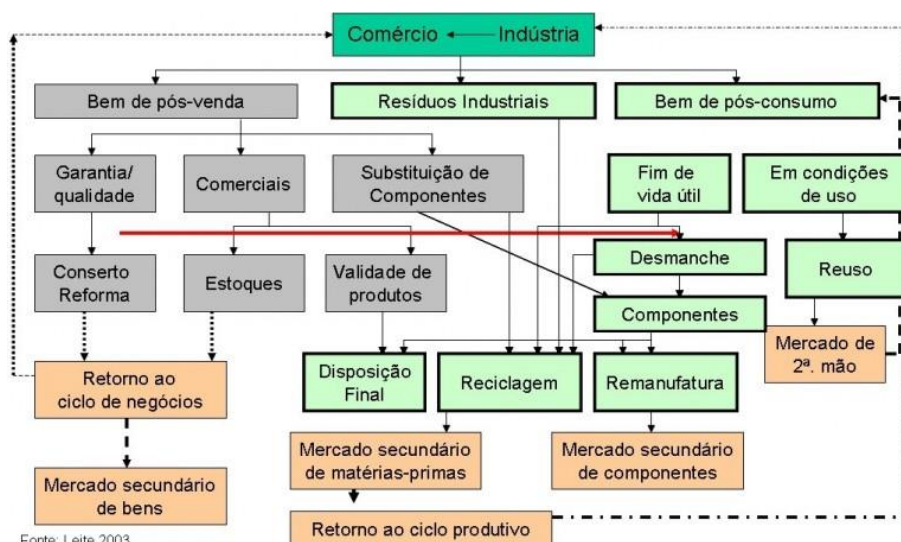 Comércio
Indústria
Bem de pós-venda
Resíduos Industriais
Bem de pós-consumo
Garantia/
qualidade
Comerciais
Substituição de
Componentes
Fim de
vida útil
Em condições
de uso
Conserto
Reforma
Estoques
Validade de
produtos
Desmanche
Reuso
Componentes
Retorno ao
ciclo de negócios
Disposição
Final
Reciclagem
Remanufatura
Mercado de
2ª. mão
Mercado secundário
de bens
Mercado secundário
de matérias-primas
Mercado secundário
de componentes
Retorno ao ciclo produtivo
Fonte: Leite 2003